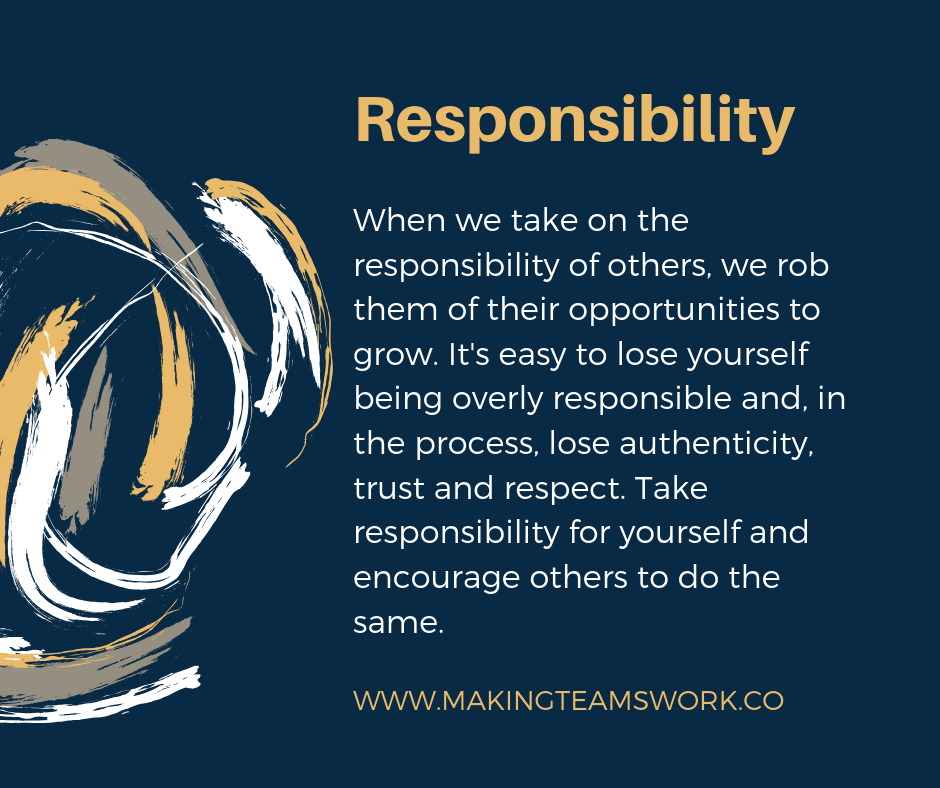 Responsibility
When we take on the
responsibility of others, we rob
them of their opportunities to
grow. It's easy to lose yourself
being overly responsible and, in
the process, lose authenticity,
trust and respect. Take
responsibility for yourself and
encourage others to do the
same.
WWW.MAKINGTEAMSWORK.CO